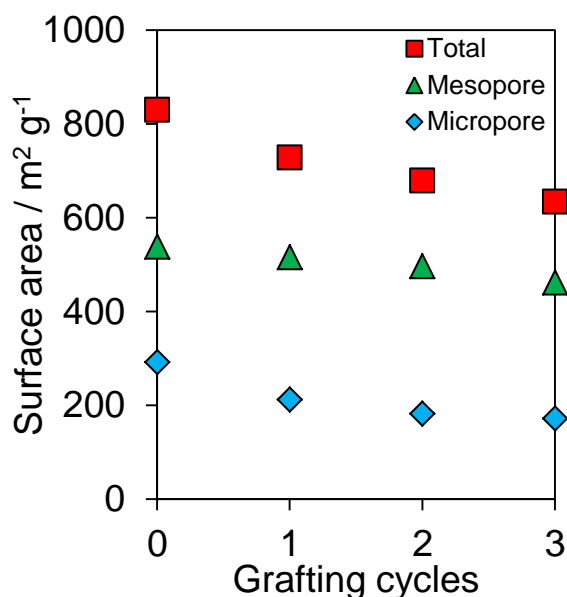 1000
800
600
400
200
0
Surface area / m² g⁻¹
Total
Mesopore
Micropore
0 1 2 3
Grafting cycles